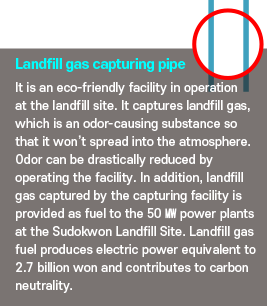 Landfill gas capturing pipe
It is an eco-friendly facility in operation
at the landfill site. It captures landfill gas,
which is an odor-causing substance so
that it won't spread into the atmosphere.
Odor can be drastically reduced by
operating the facility. In addition, landfill
gas captured by the capturing facility is
provided as fuel to the 50 ㎿ power plants
at the Sudokwon Landfill Site. Landfill gas
fuel produces electric power equivalent to
2.7 billion won and contributes to carbon
neutrality.